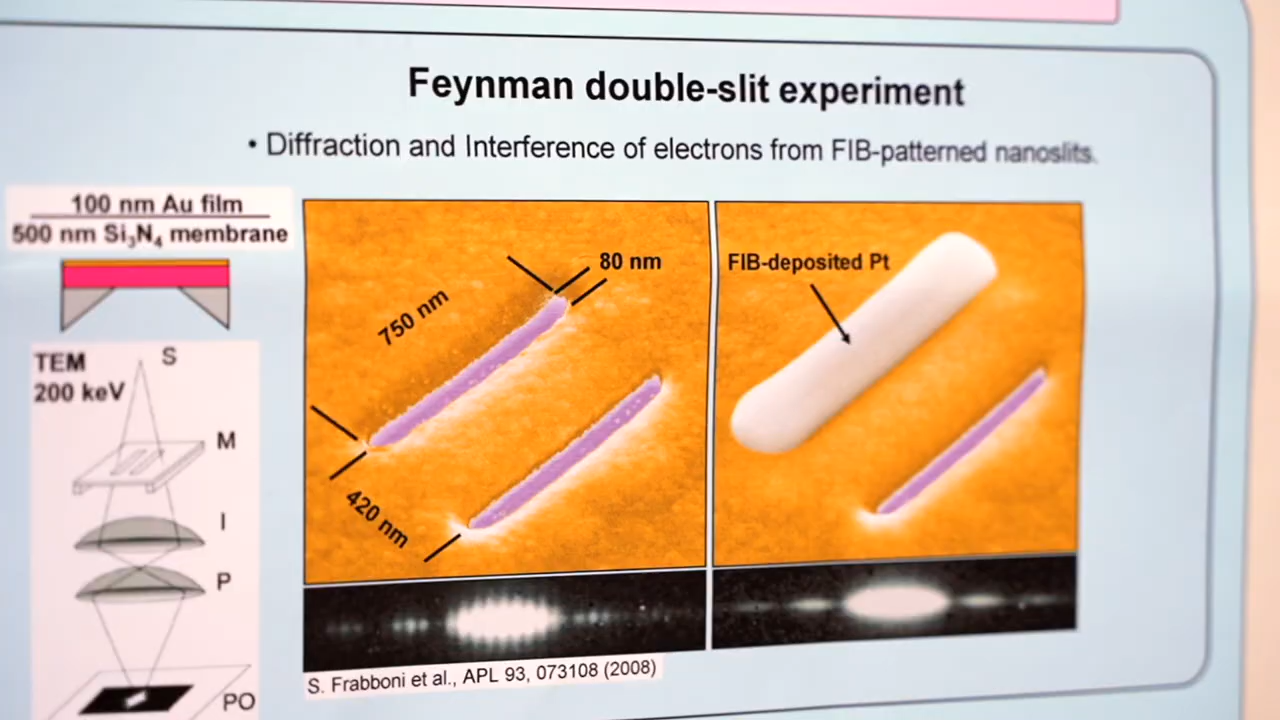 Feynman double-slit experiment
• Diffraction and Interference of electrons from FIB-patterned nanoslits.
100 nm Au film
500 nm Si₃N₄ membrane
TEM
200 keV
S
M
I
P
PO
80 nm
750 nm
420 nm
FIB-deposited Pt
S. Frabboni et al., APL 93, 073108 (2008)